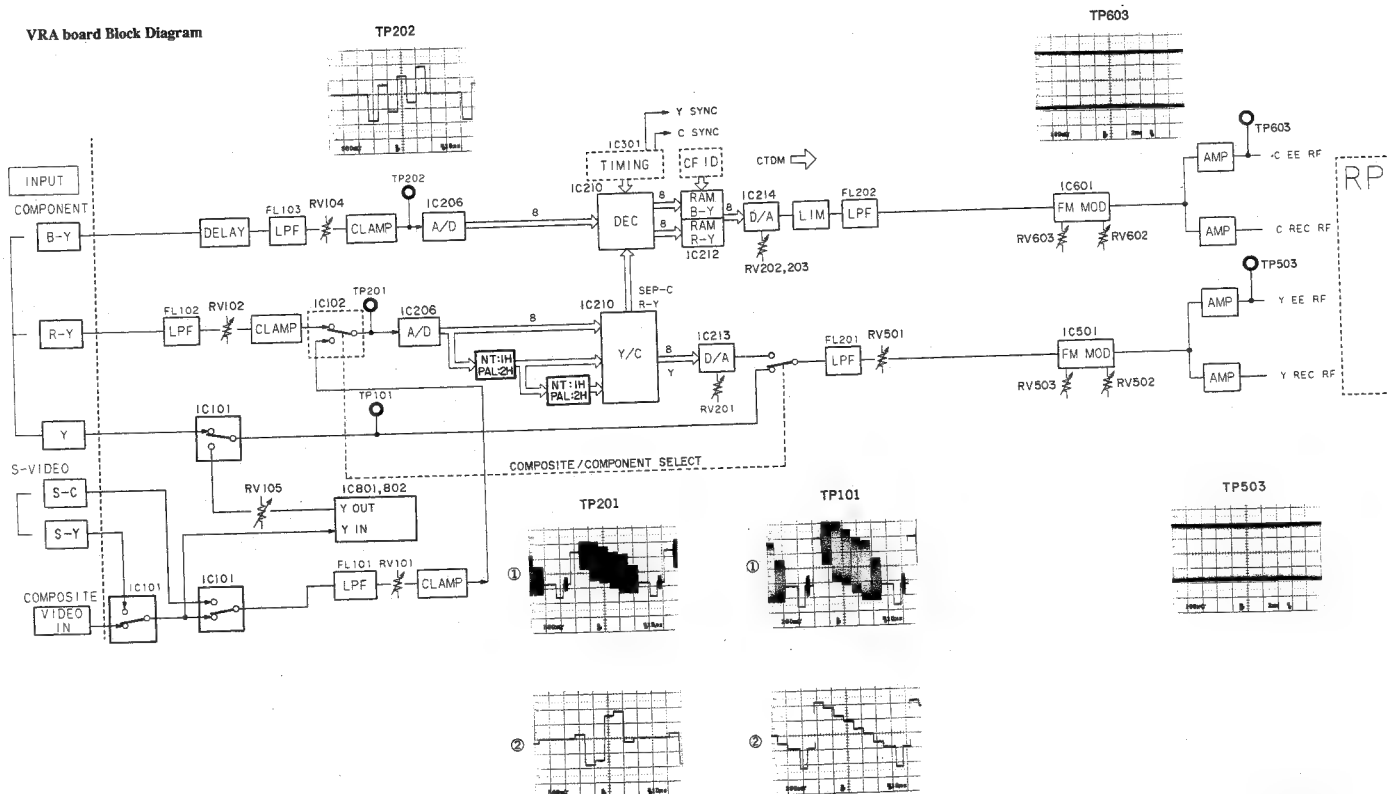 VRA board Block Diagram
TP202
TP603
Y SYNC
C SYNC
IC301
TIMING
CF ID
CTDM
TP603
AMP
-C EE RF
RP
INPUT
COMPONENT
B-Y
DELAY
FL103
LPF
RV104
CLAMP
TP202
IC206
A/D
8
IC210
DEC
8
8
RAM
B-Y
RAM
R-Y
IC212
8
IC214
D/A
RV202,203
LIM
FL202
LPF
IC601
FM MOD
RV603
RV602
AMP
C REC RF
TP503
R-Y
FL102
LPF
RV102
CLAMP
IC102
TP201
IC206
A/D
8
NT:1H
PAL:2H
NT:1H
PAL:2H
SEP-C
R-Y
IC210
Y/C
8
Y
IC213
D/A
RV201
FL201
LPF
RV501
IC501
FM MOD
RV503
RV502
AMP
Y EE RF
AMP
Y REC RF
Y
IC101
TP101
COMPOSITE/COMPONENT SELECT
S-VIDEO
S-C
S-Y
RV105
IC801,802
Y OUT
Y IN
COMPOSITE
VIDEO
IN
IC101
IC101
FL101
LPF
RV101
CLAMP
TP201
①
②
TP101
①
②
TP503